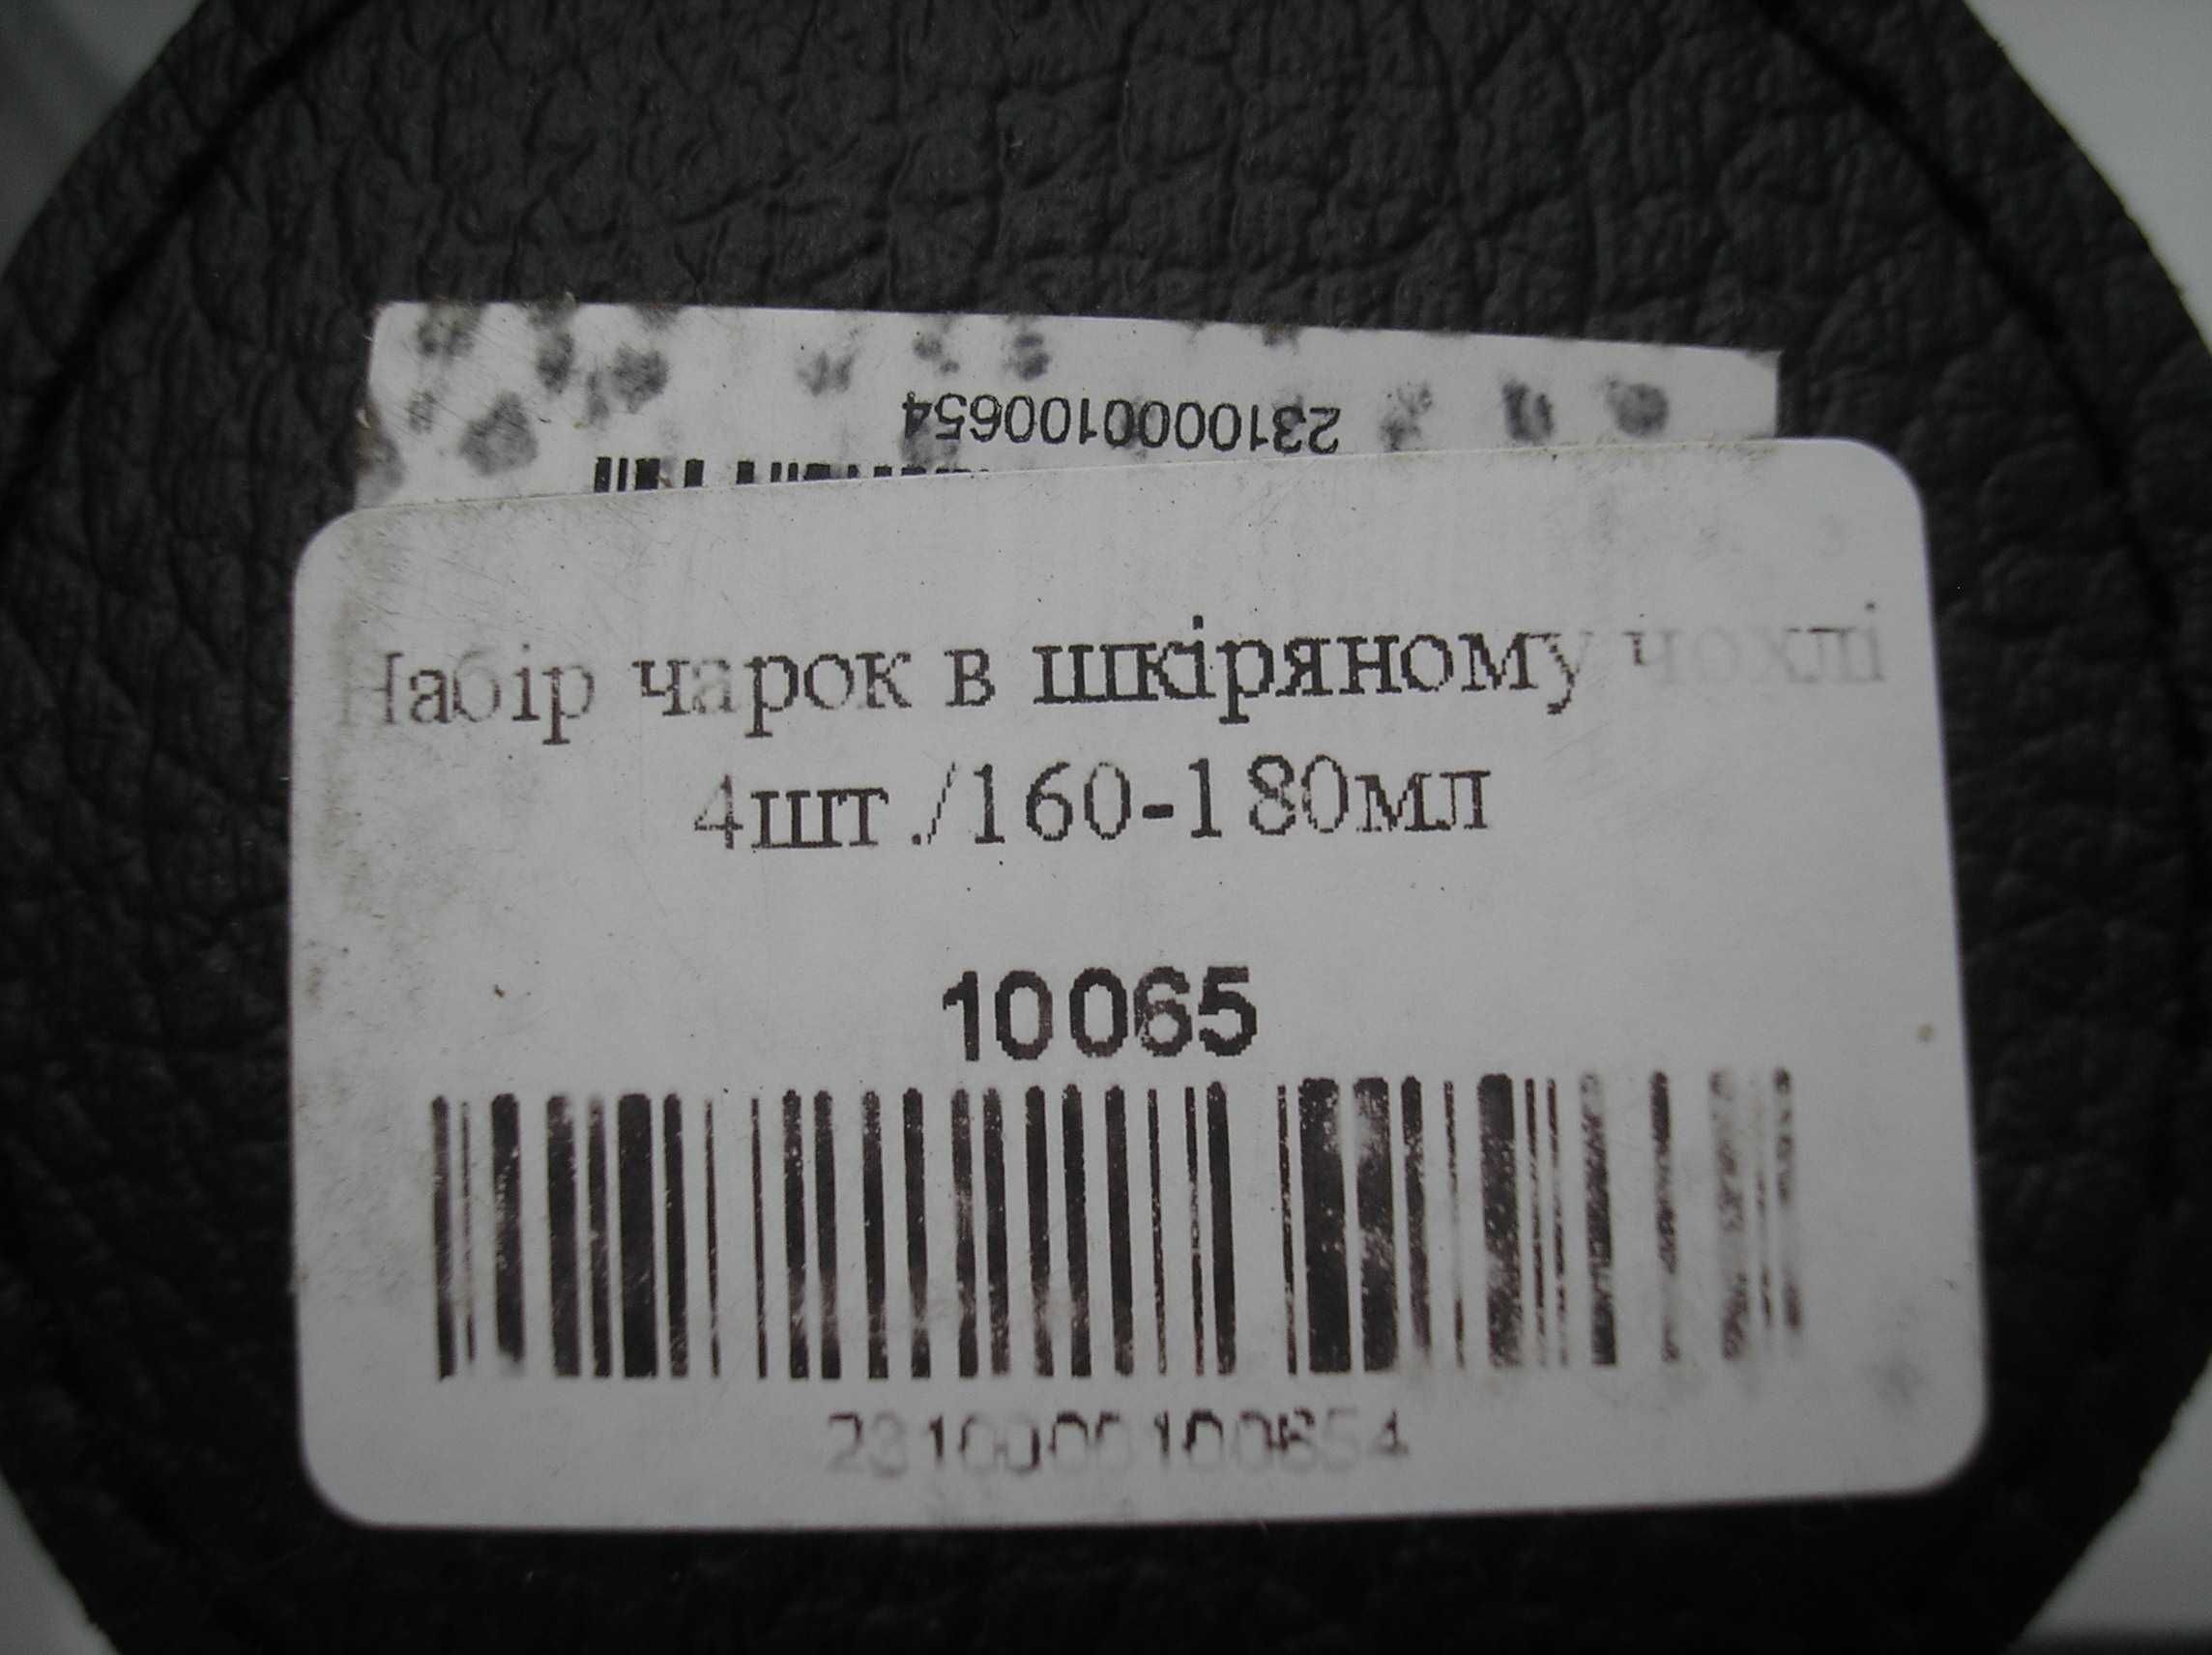 2310000100654
Набір чарок в шкіряному чохлі
4шт./160-180мл
10065
2310000100654